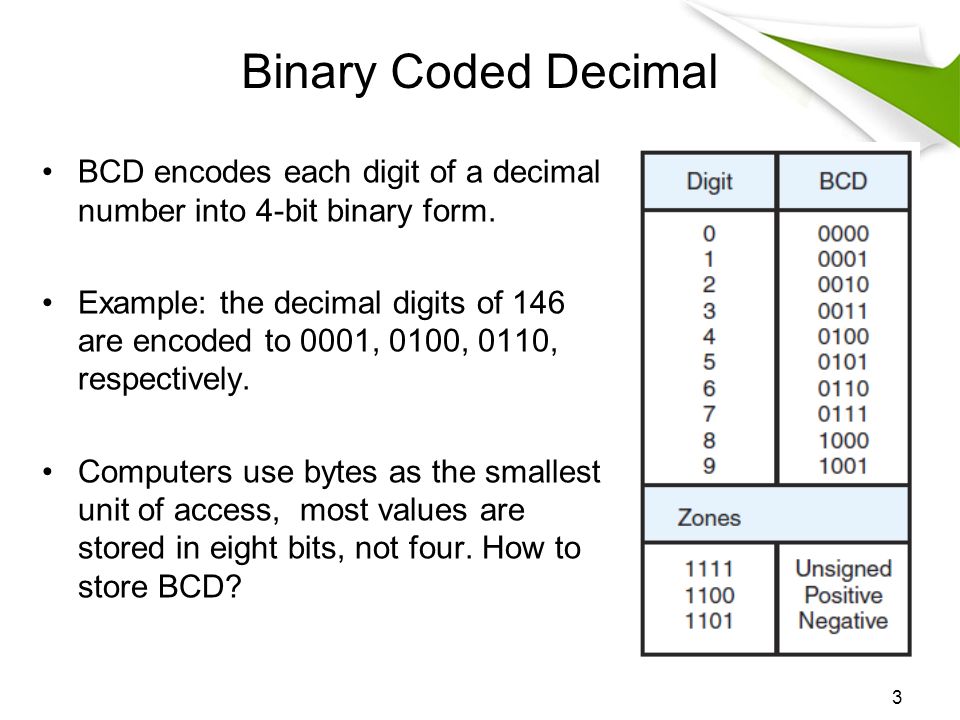 Binary Coded Decimal
• BCD encodes each digit of a decimal
number into 4-bit binary form.
• Example: the decimal digits of 146
are encoded to 0001, 0100, 0110,
respectively.
• Computers use bytes as the smallest
unit of access, most values are
stored in eight bits, not four. How to
store BCD?
Digit BCD
0 0000
1 0001
2 0010
3 0011
4 0100
5 0101
6 0110
7 0111
8 1000
9 1001
Zones
1111 Unsigned
1100 Positive
1101 Negative
3